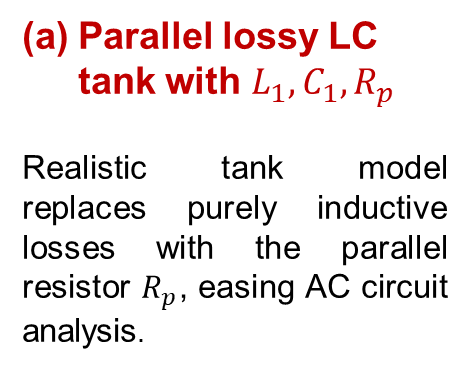 (a) Parallel lossy LC
tank with L₁, C₁, Rₚ
Realistic tank model
replaces purely inductive
losses with the parallel
resistor Rₚ, easing AC circuit
analysis.